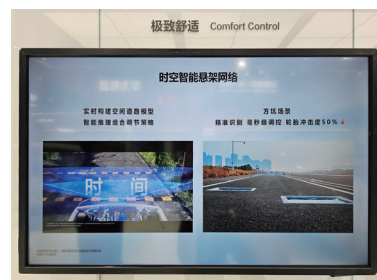 极致舒适 Comfort Control
时空智能悬架网络
实时构建空间道路模型
智能推理组合调节策略
方坑场景
精准识别 毫秒级调控 轮胎冲击度50%
时 间